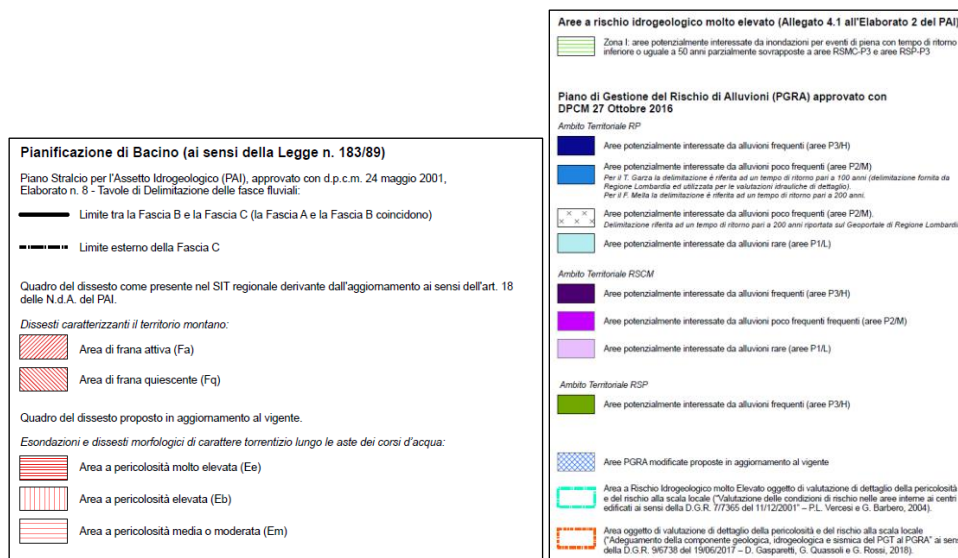 Pianificazione di Bacino (ai sensi della Legge n. 183/89)
Piano Stralcio per l'Assetto Idrogeologico (PAI), approvato con d.p.c.m. 24 maggio 2001,
Elaborato n. 8 - Tavole di Delimitazione delle fasce fluviali:
Limite tra la Fascia B e la Fascia C (la Fascia A e la Fascia B coincidono)
Limite esterno della Fascia C
Quadro del dissesto come presente nel SIT regionale derivante dall'aggiornamento ai sensi dell'art. 18
delle N.d.A. del PAI.
Dissesti caratterizzanti il territorio montano:
Area di frana attiva (Fa)
Area di frana quiescente (Fq)
Quadro del dissesto proposto in aggiornamento al vigente.
Esondazioni e dissesti morfologici di carattere torrentizio lungo le aste dei corsi d'acqua:
Area a pericolosità molto elevata (Ee)
Area a pericolosità elevata (Eb)
Area a pericolosità media o moderata (Em)
Aree a rischio idrogeologico molto elevato (Allegato 4.1 all'Elaborato 2 del PAI)
Zona I: aree potenzialmente interessate da inondazioni per eventi di piena con tempo di ritorno
inferiore o uguale a 50 anni parzialmente sovrapposte a aree RSMC-P3 e aree RSP-P3
Piano di Gestione del Rischio di Alluvioni (PGRA) approvato con
DPCM 27 Ottobre 2016
Ambito Territoriale RP
Aree potenzialmente interessate da alluvioni frequenti (aree P3/H)
Aree potenzialmente interessate da alluvioni poco frequenti (aree P2/M)
Per il T. Garza la delimitazione è riferita ad un tempo di ritorno pari a 100 anni (delimitazione fornita da
Regione Lombardia ed utilizzata per le valutazioni idrauliche di dettaglio).
Per il F. Mella la delimitazione è riferita ad un tempo di ritorno pari a 200 anni.
Aree potenzialmente interessate da alluvioni poco frequenti (aree P2/M).
Delimitazione riferita ad un tempo di ritorno pari a 200 anni riportata sul Geoportale di Regione Lombardi
Aree potenzialmente interessate da alluvioni rare (aree P1/L)
Ambito Territoriale RSCM
Aree potenzialmente interessate da alluvioni frequenti (aree P3/H)
Aree potenzialmente interessate da alluvioni poco frequenti frequenti (aree P2/M)
Aree potenzialmente interessate da alluvioni rare (aree P1/L)
Ambito Territoriale RSP
Aree potenzialmente interessate da alluvioni frequenti (aree P3/H)
Aree PGRA modificate proposte in aggiornamento al vigente
Area a Rischio Idrogeologico molto Elevato oggetto di valutazione di dettaglio della pericolosità
e del rischio alla scala locale ("Valutazione delle condizioni di rischio nelle aree interne ai centri
edificati ai sensi della D.G.R. 7/7365 del 11/12/2001" – P.L. Vercesi e G. Barbero, 2004).
Area oggetto di valutazione di dettaglio della pericolosità e del rischio alla scala locale
("Adeguamento della componente geologica, idrogeologica e sismica del PGT al PGRA" ai sens
della D.G.R. 9/6738 del 19/06/2017 – D. Gasparetti, G. Quassoli e G. Rossi, 2018).